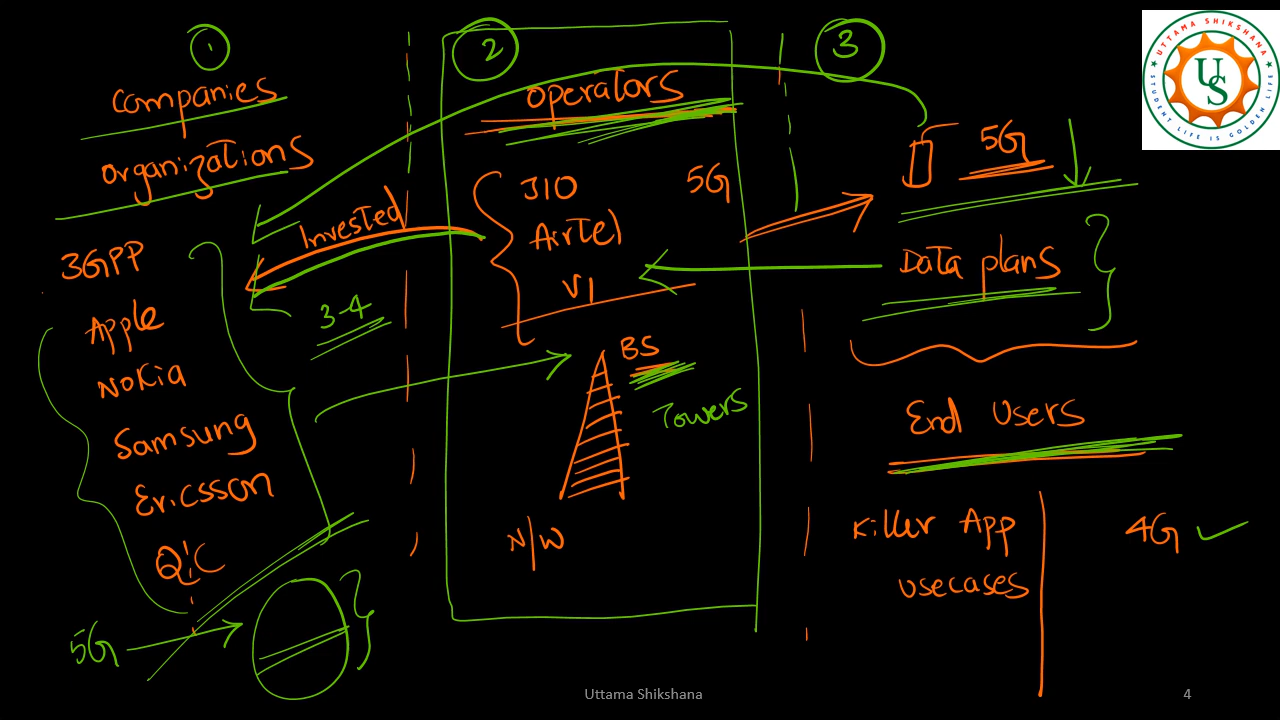 1
Companies
Organizations
3GPP
Apple
Nokia
Samsung
Ericsson
5G
Invested
3-4
2
Operators
JIO
5G
Airtel
VI
BS
Towers
N/W
3
5G
Data plans
End Users
Killer App
usecases
4G
UTTAMA SHIKSHANA
US
STUDENT LIFE IS GOLDEN LIFE
Uttama Shikshana
4